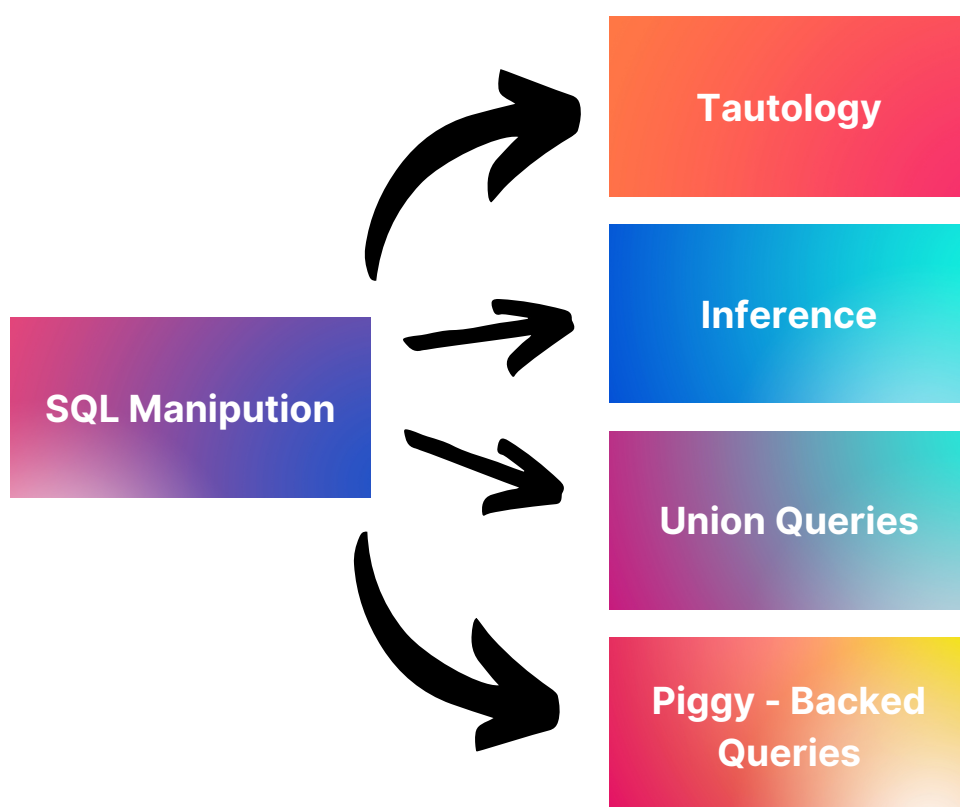 SQL Manipution
Tautology
Inference
Union Queries
Piggy - Backed
Queries